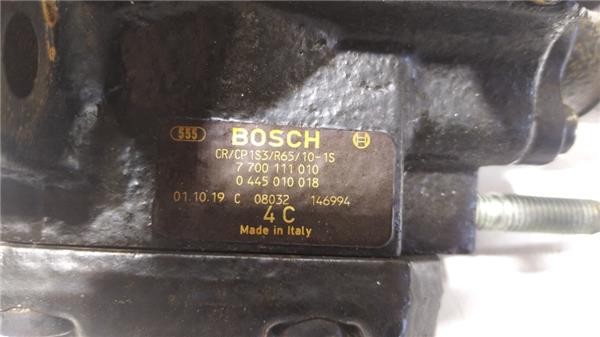 555 BOSCH
CR/CP1S3/R65/10-1S
7 700 111 010
0 445 010 018
01.10.19 C 08032 146994
4 C
Made in Italy